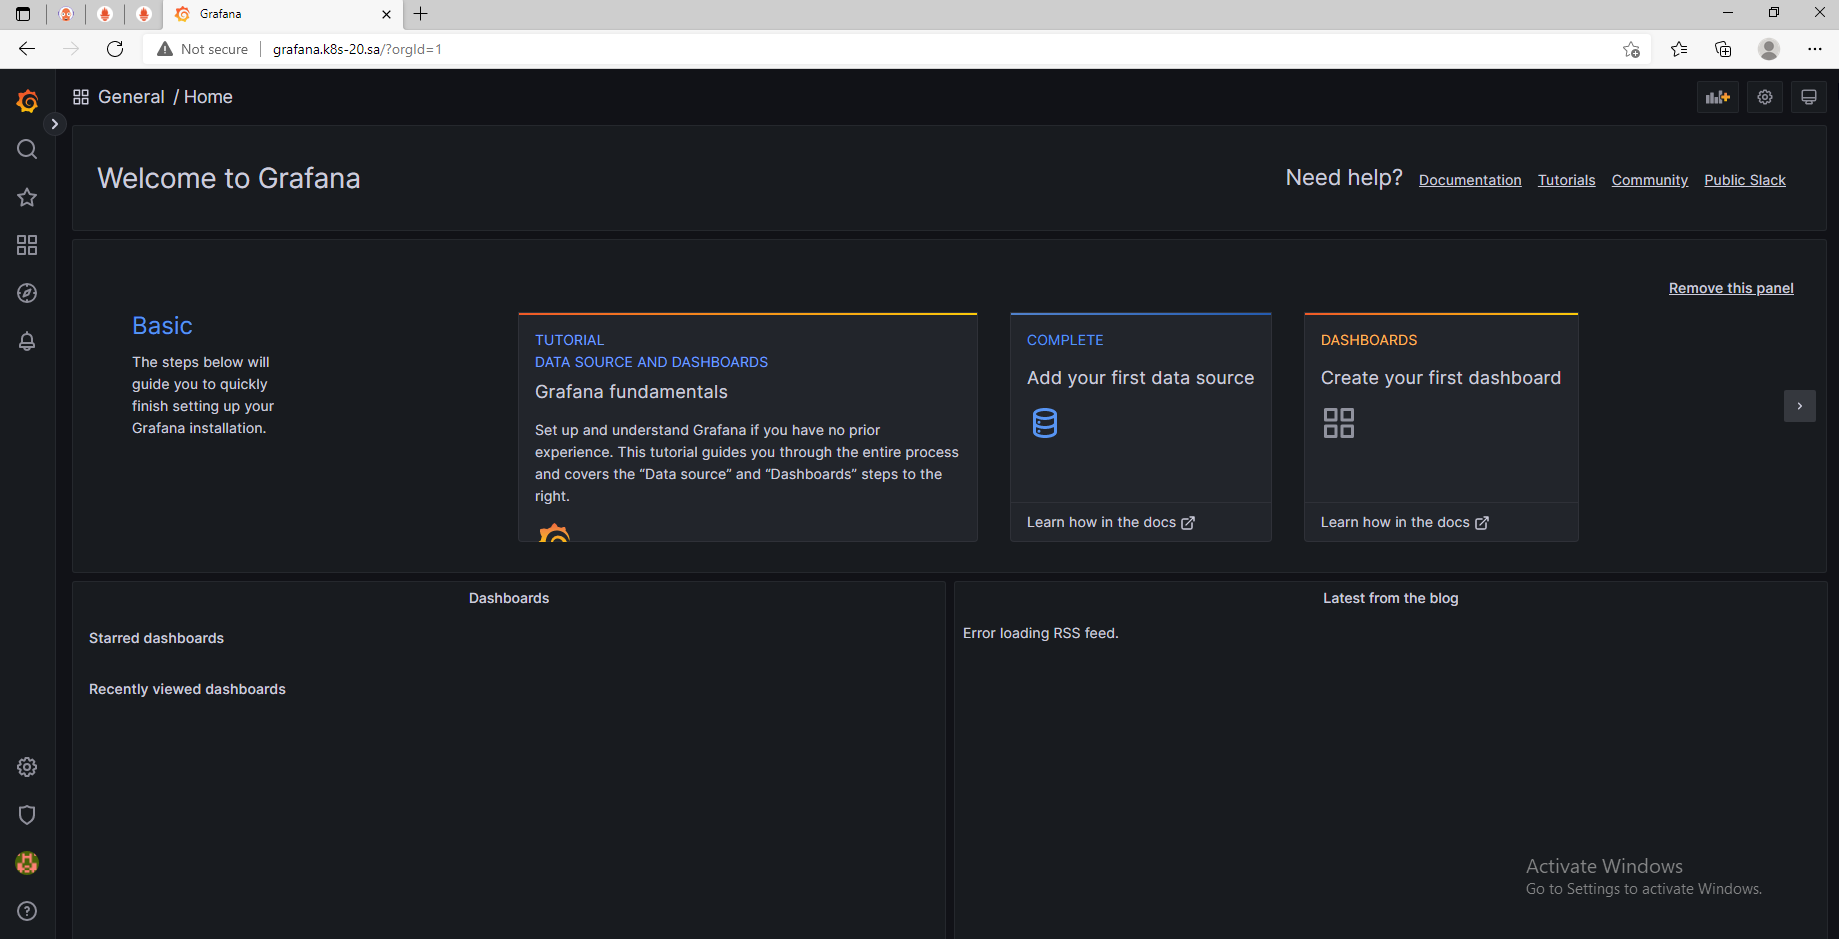 Grafana
Not secure
grafana.k8s-20.sa/?orgId=1
General / Home
Welcome to Grafana
Need help? Documentation Tutorials Community Public Slack
Remove this panel
Basic
The steps below will
guide you to quickly
finish setting up your
Grafana installation.
TUTORIAL
DATA SOURCE AND DASHBOARDS
Grafana fundamentals
Set up and understand Grafana if you have no prior
experience. This tutorial guides you through the entire process
and covers the “Data source” and “Dashboards” steps to the
right.
COMPLETE
Add your first data source
Learn how in the docs
DASHBOARDS
Create your first dashboard
Learn how in the docs
Dashboards
Starred dashboards
Recently viewed dashboards
Latest from the blog
Error loading RSS feed.
Activate Windows
Go to Settings to activate Windows.